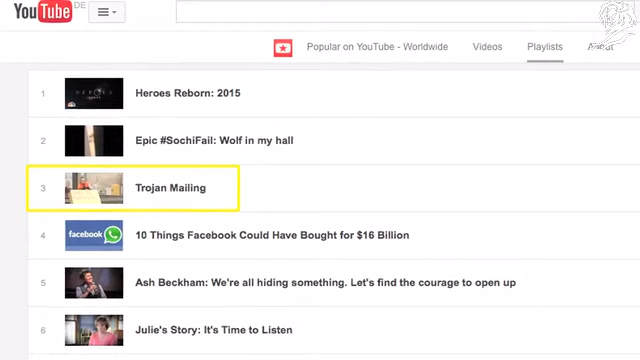 YouTube DE
Popular on YouTube - Worldwide Videos Playlists About
1 Heroes Reborn: 2015
2 Epic #SochiFail: Wolf in my hall
3 Trojan Mailing
4 facebook 10 Things Facebook Could Have Bought for $16 Billion
5 Ash Beckham: We're all hiding something. Let's find the courage to open up
6 Julie's Story: It's Time to Listen